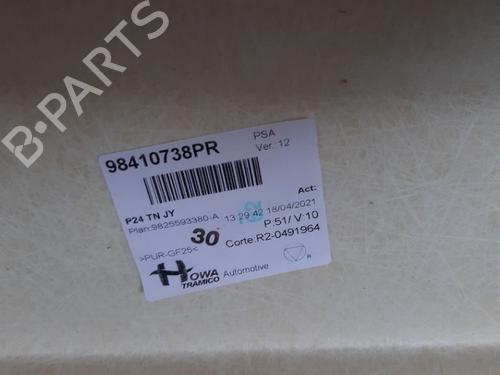 98410738PR
PSA
Ver. 12
P24 TN JY
Act:
Plan:9825593380-A 13:29:42 18/04/2021
30
P:51/ V:10
>PUR-GF25<
Corte:R2-0491964
HOWA
TRAMICO Automotive
R
B-PARTS